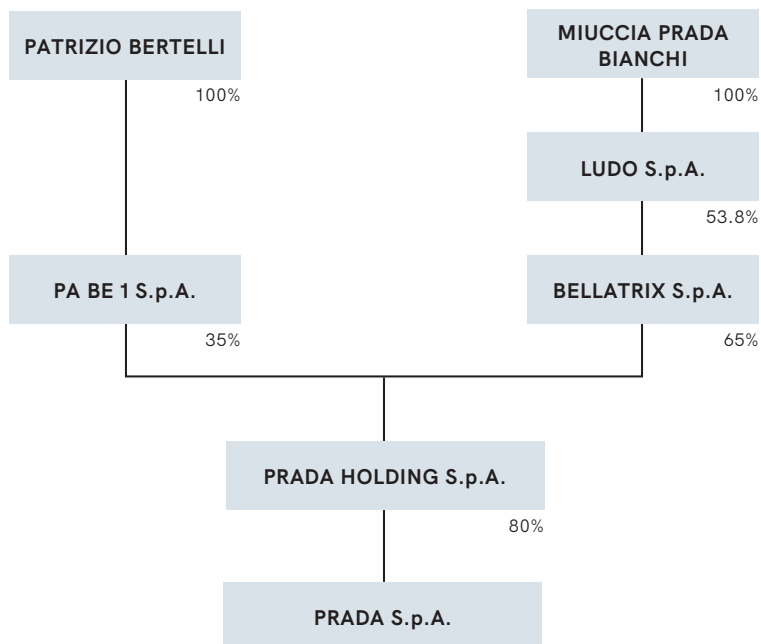 PATRIZIO BERTELLI
100%
MIUCCIA PRADA
BIANCHI
100%
LUDO S.p.A.
53.8%
PA BE 1 S.p.A.
35%
BELLATRIX S.p.A.
65%
PRADA HOLDING S.p.A.
80%
PRADA S.p.A.